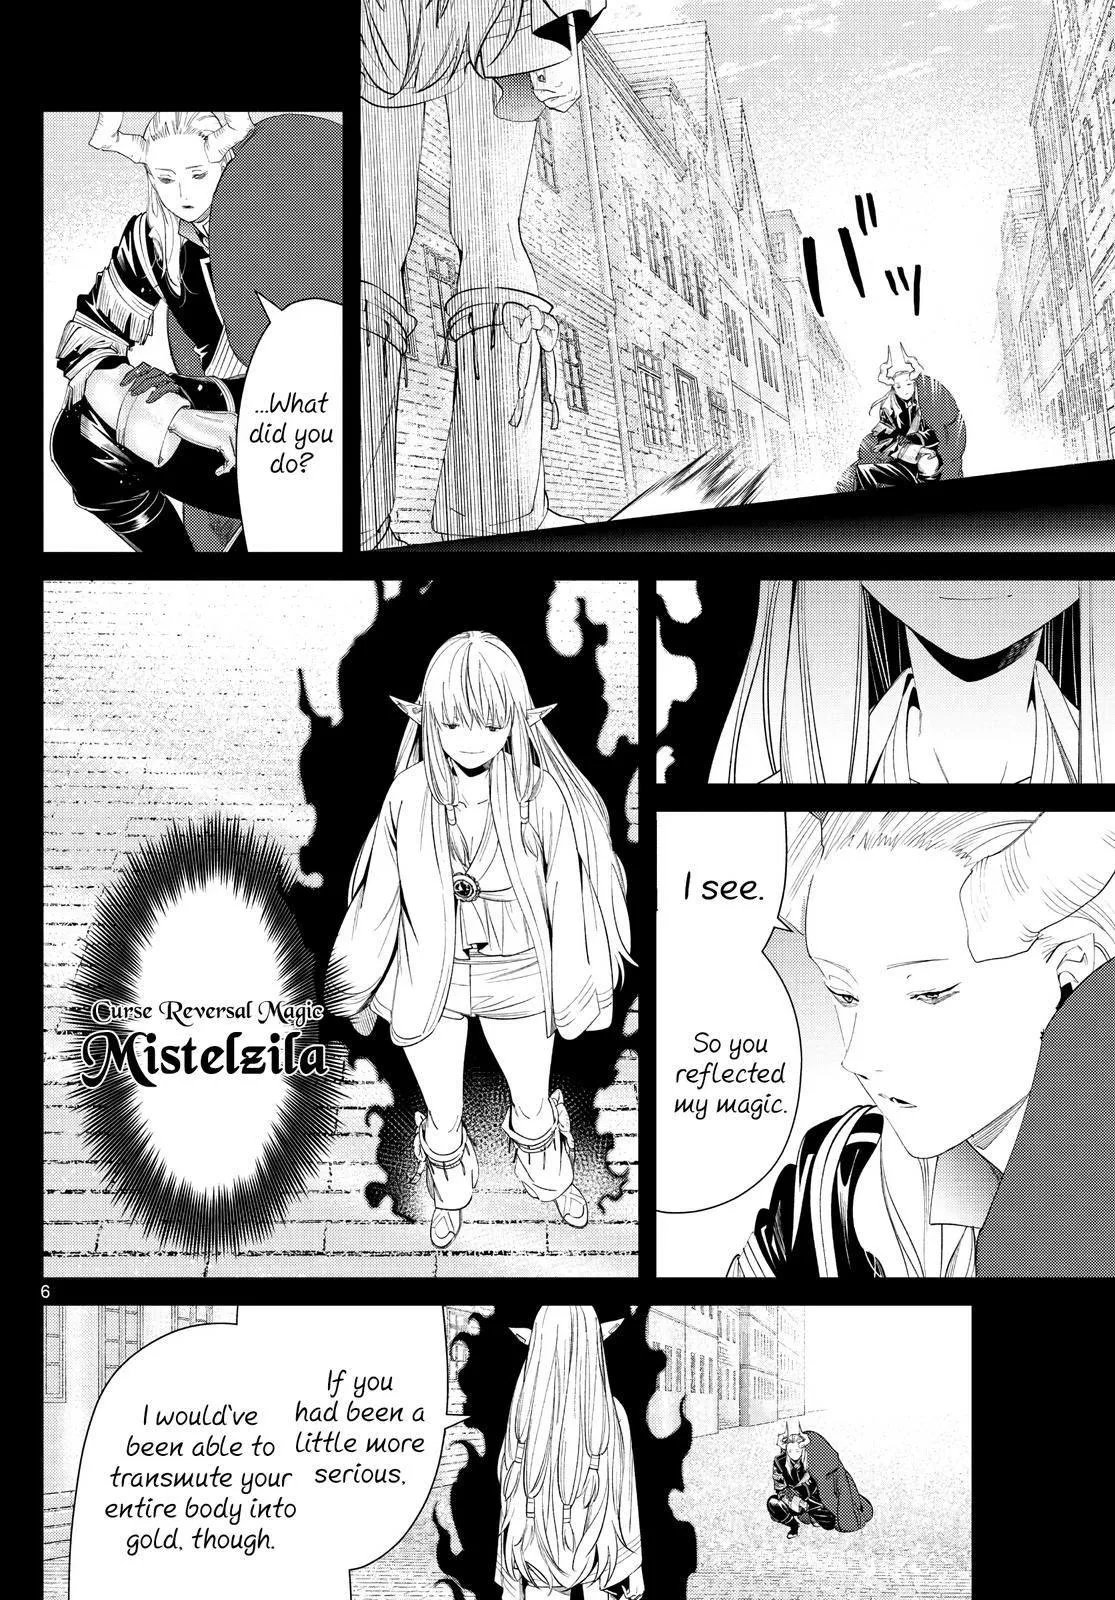 ザッ
...What
did you
do?
I see.
So you
reflected
my magic.
Curse Reversal Magic
Mistelzila
If you
had been a
little more
serious,
I would've
been able to
transmute your
entire body into
gold, though.
6